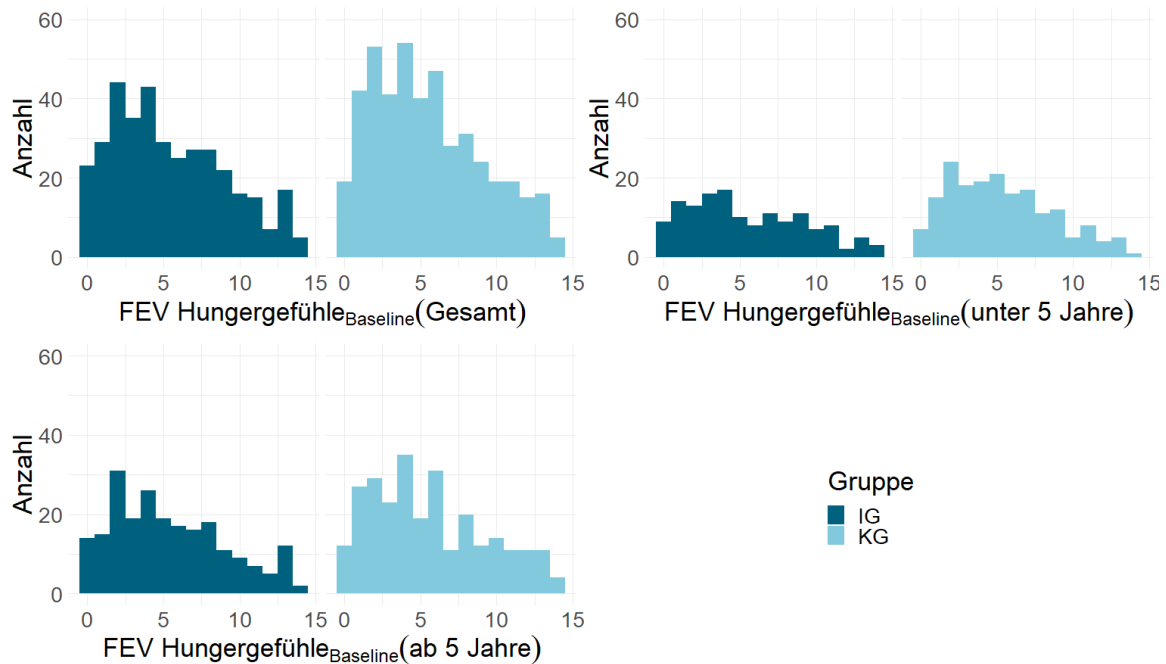 60
40
20
0
Anzahl
0 5 10 15 0 5 10 15
FEV Hungergefühle Baseline (Gesamt)
60
40
20
0
Anzahl
0 5 10 15 0 5 10 15
FEV Hungergefühle Baseline (unter 5 Jahre)
60
40
20
0
Anzahl
0 5 10 15 0 5 10 15
FEV Hungergefühle Baseline (ab 5 Jahre)
Gruppe
IG
KG